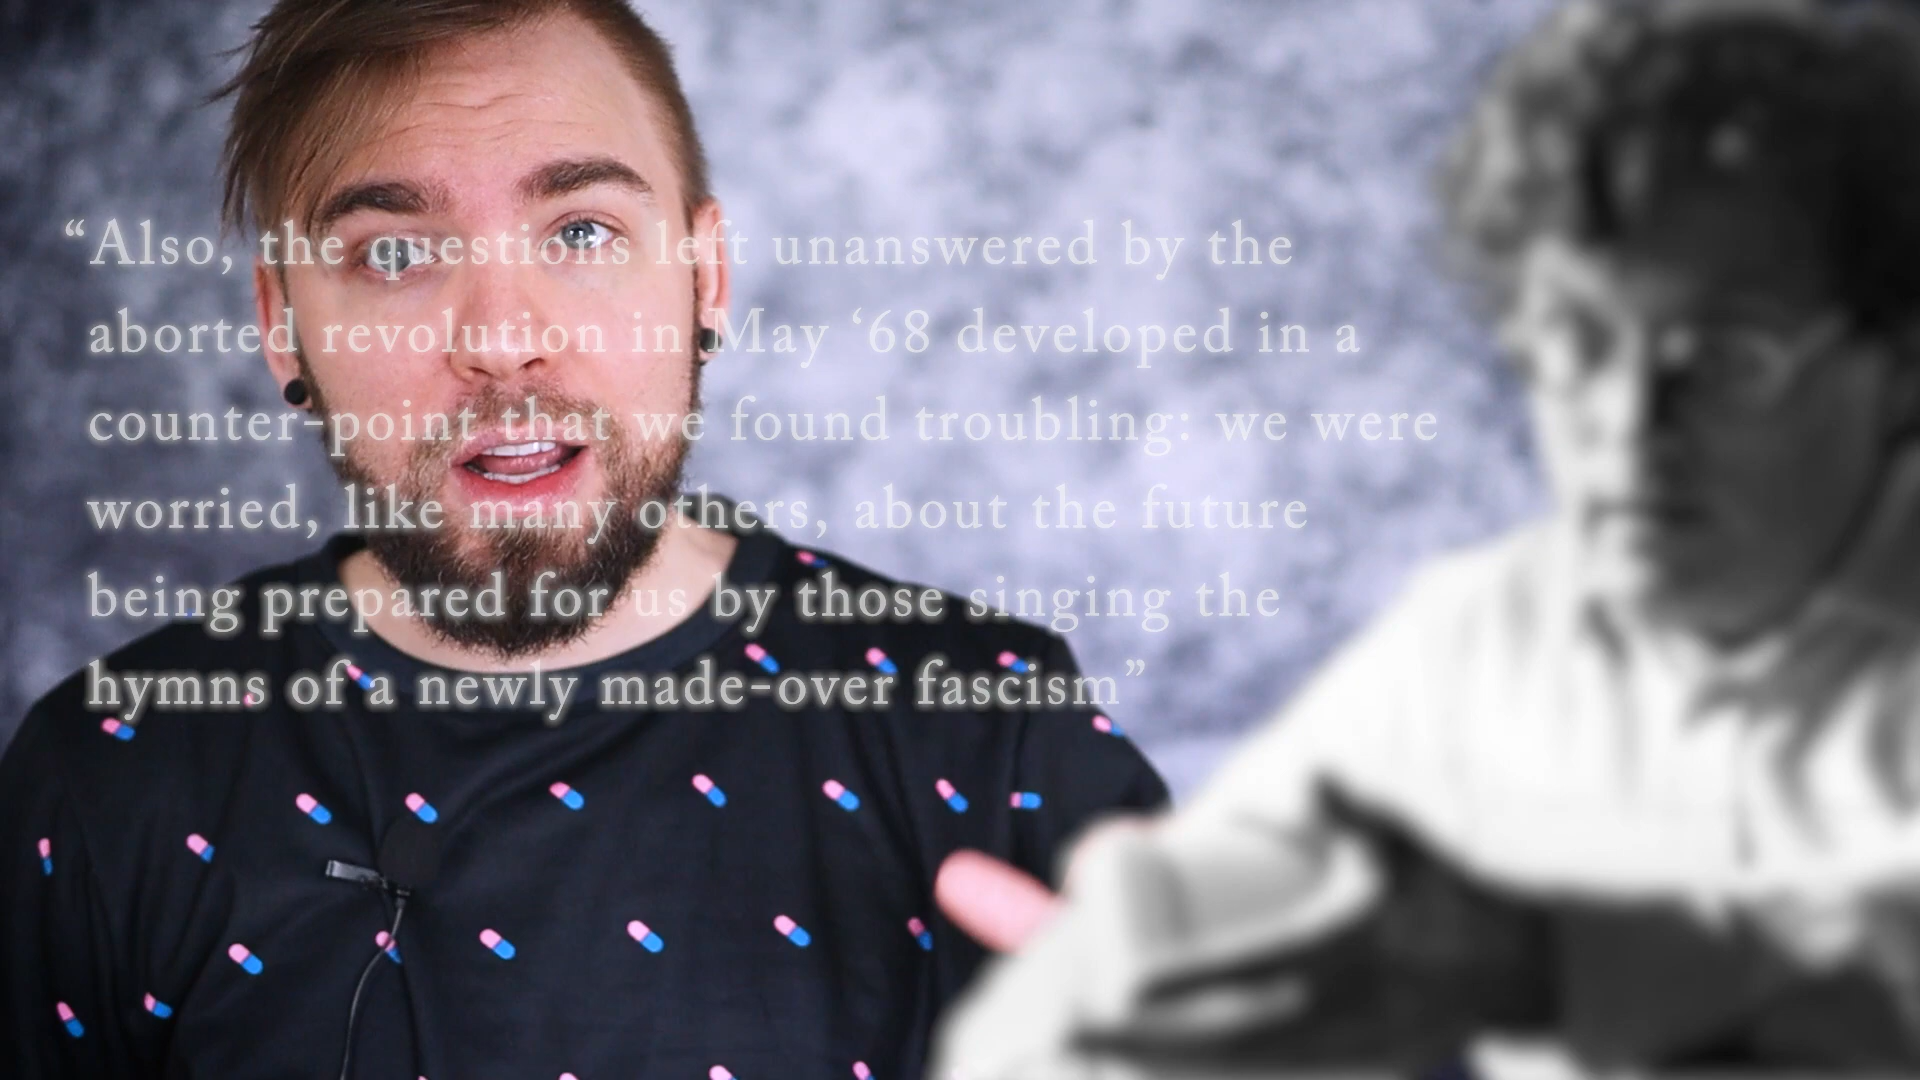 “Also, the questions left unanswered by the
aborted revolution in May ‘68 developed in a
counter-point that we found troubling: we were
worried, like many others, about the future
being prepared for us by those singing the
hymns of a newly made-over fascism”